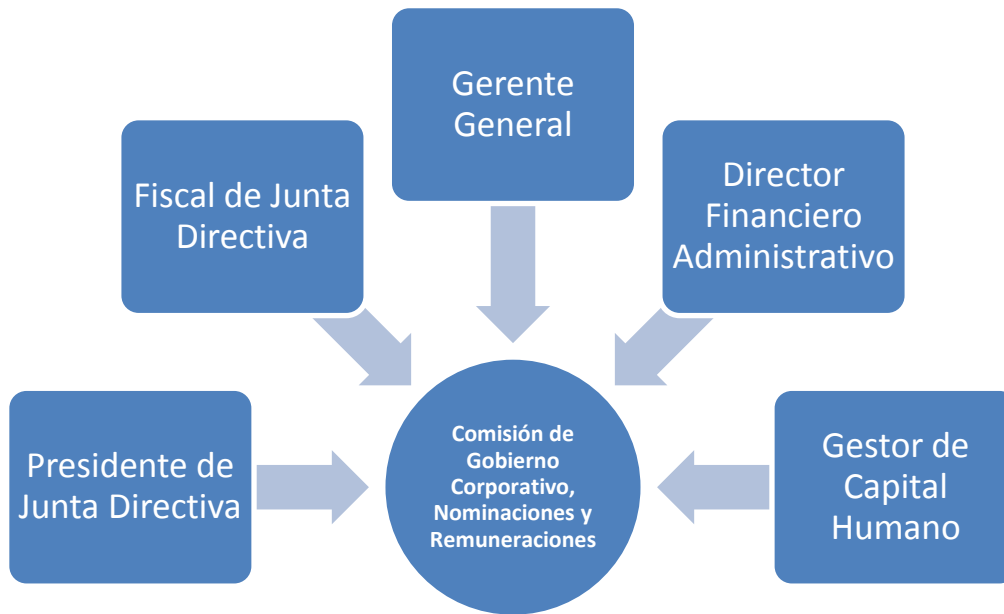 Gerente
General
Fiscal de Junta
Directiva
Director
Financiero
Administrativo
Presidente de
Junta Directiva
Comisión de
Gobierno
Corporativo,
Nominaciones y
Remuneraciones
Gestor de
Capital
Humano